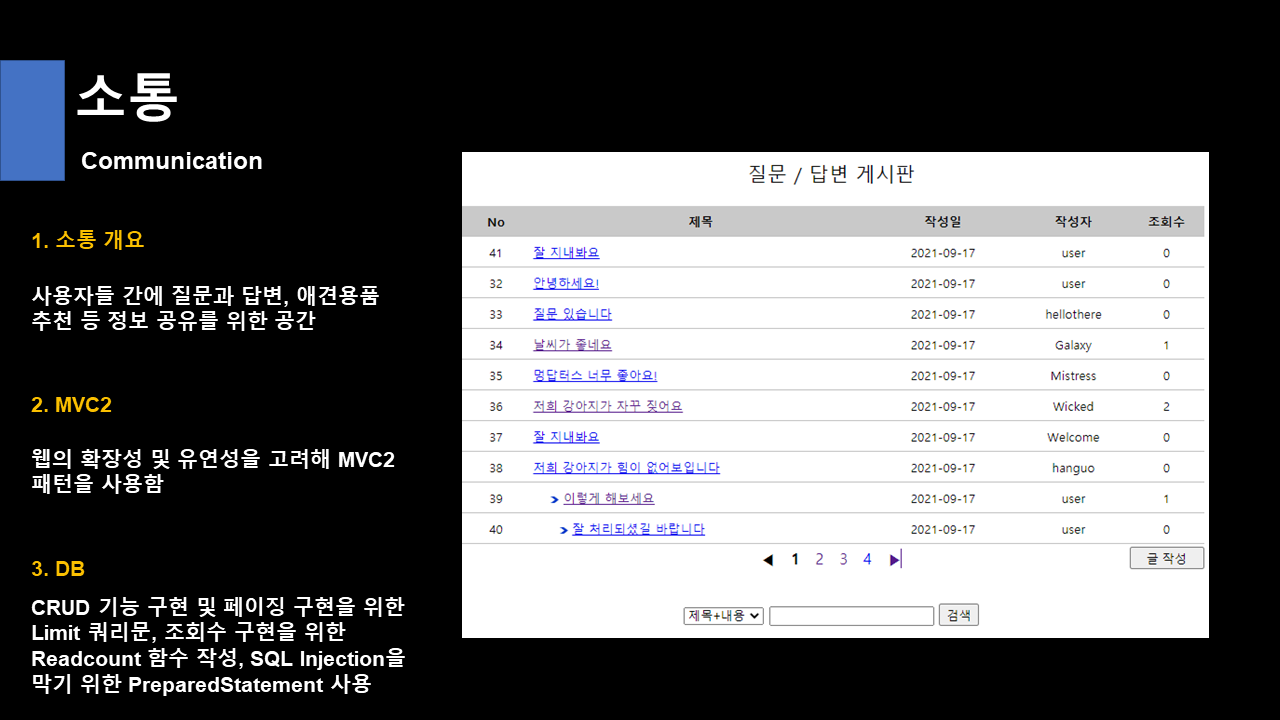 소통
Communication
1. 소통 개요
사용자들 간에 질문과 답변, 애견용품
추천 등 정보 공유를 위한 공간
2. MVC2
웹의 확장성 및 유연성을 고려해 MVC2
패턴을 사용함
3. DB
CRUD 기능 구현 및 페이징 구현을 위한
Limit 쿼리문, 조회수 구현을 위한
Readcount 함수 작성, SQL Injection을
막기 위한 PreparedStatement 사용
질문 / 답변 게시판
No 제목 작성일 작성자 조회수
41 잘 지내봐요 2021-09-17 user 0
32 안녕하세요! 2021-09-17 user 0
33 질문 있습니다 2021-09-17 hellothere 0
34 날씨가 좋네요 2021-09-17 Galaxy 1
35 멍답터스 너무 좋아요! 2021-09-17 Mistress 0
36 저희 강아지가 자꾸 짖어요 2021-09-17 Wicked 2
37 잘 지내봐요 2021-09-17 Welcome 0
38 저희 강아지가 힘이 없어보입니다 2021-09-17 hanguo 0
39 이렇게 해보세요 2021-09-17 user 1
40 잘 처리되셨길 바랍니다 2021-09-17 user 0
◀ 1 2 3 4 ▶ 글 작성
제목+내용 검색